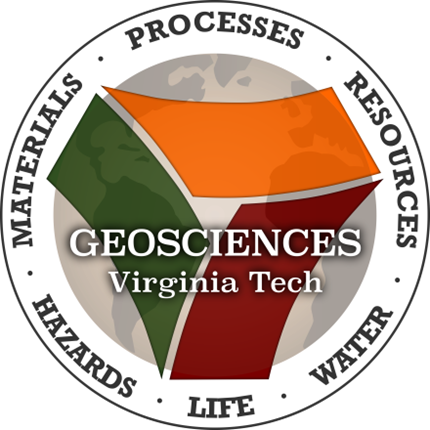 PROCESSES
RESOURCES
WATER
LIFE
HAZARDS
MATERIALS
GEOSCIENCES
Virginia Tech